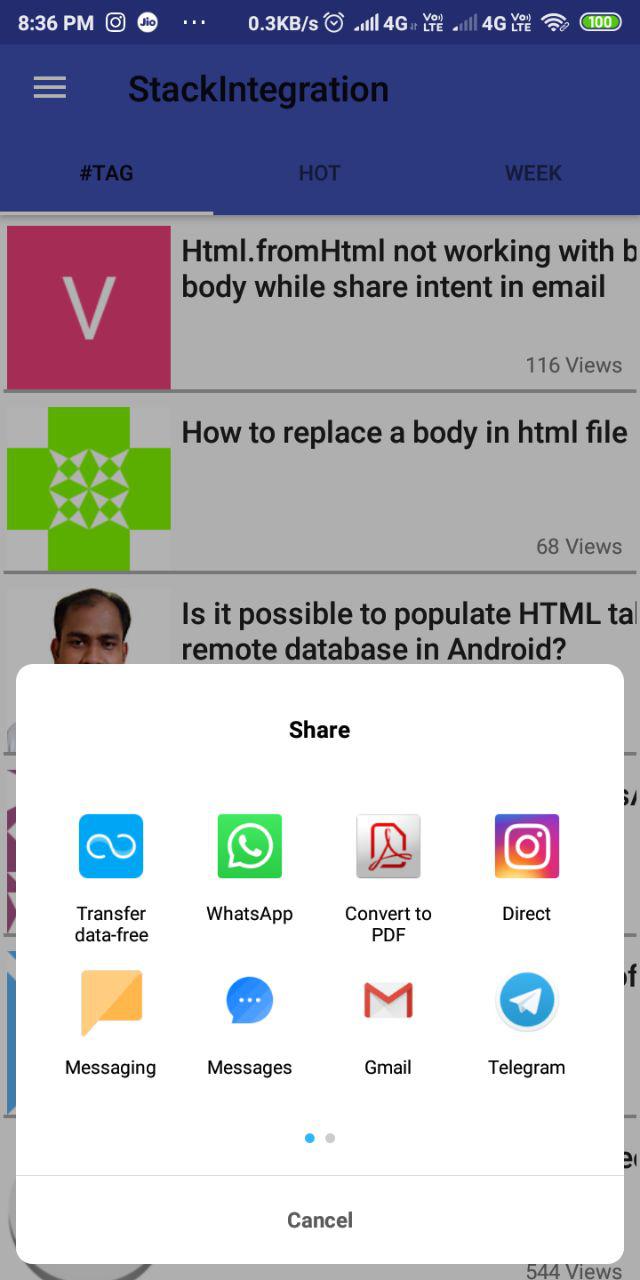 8:36 PM Jio ... 0.3KB/s 4G Vo) LTE 4G Vo) LTE 100
StackIntegration
#TAG HOT WEEK
V
Html.fromHtml not working with b
body while share intent in email
116 Views
How to replace a body in html file
68 Views
Is it possible to populate HTML
remote database in Android?
Share
Transfer
data-free
WhatsApp
Convert to
PDF
Direct
Messaging
Messages
Gmail
Telegram
Cancel
544 Views